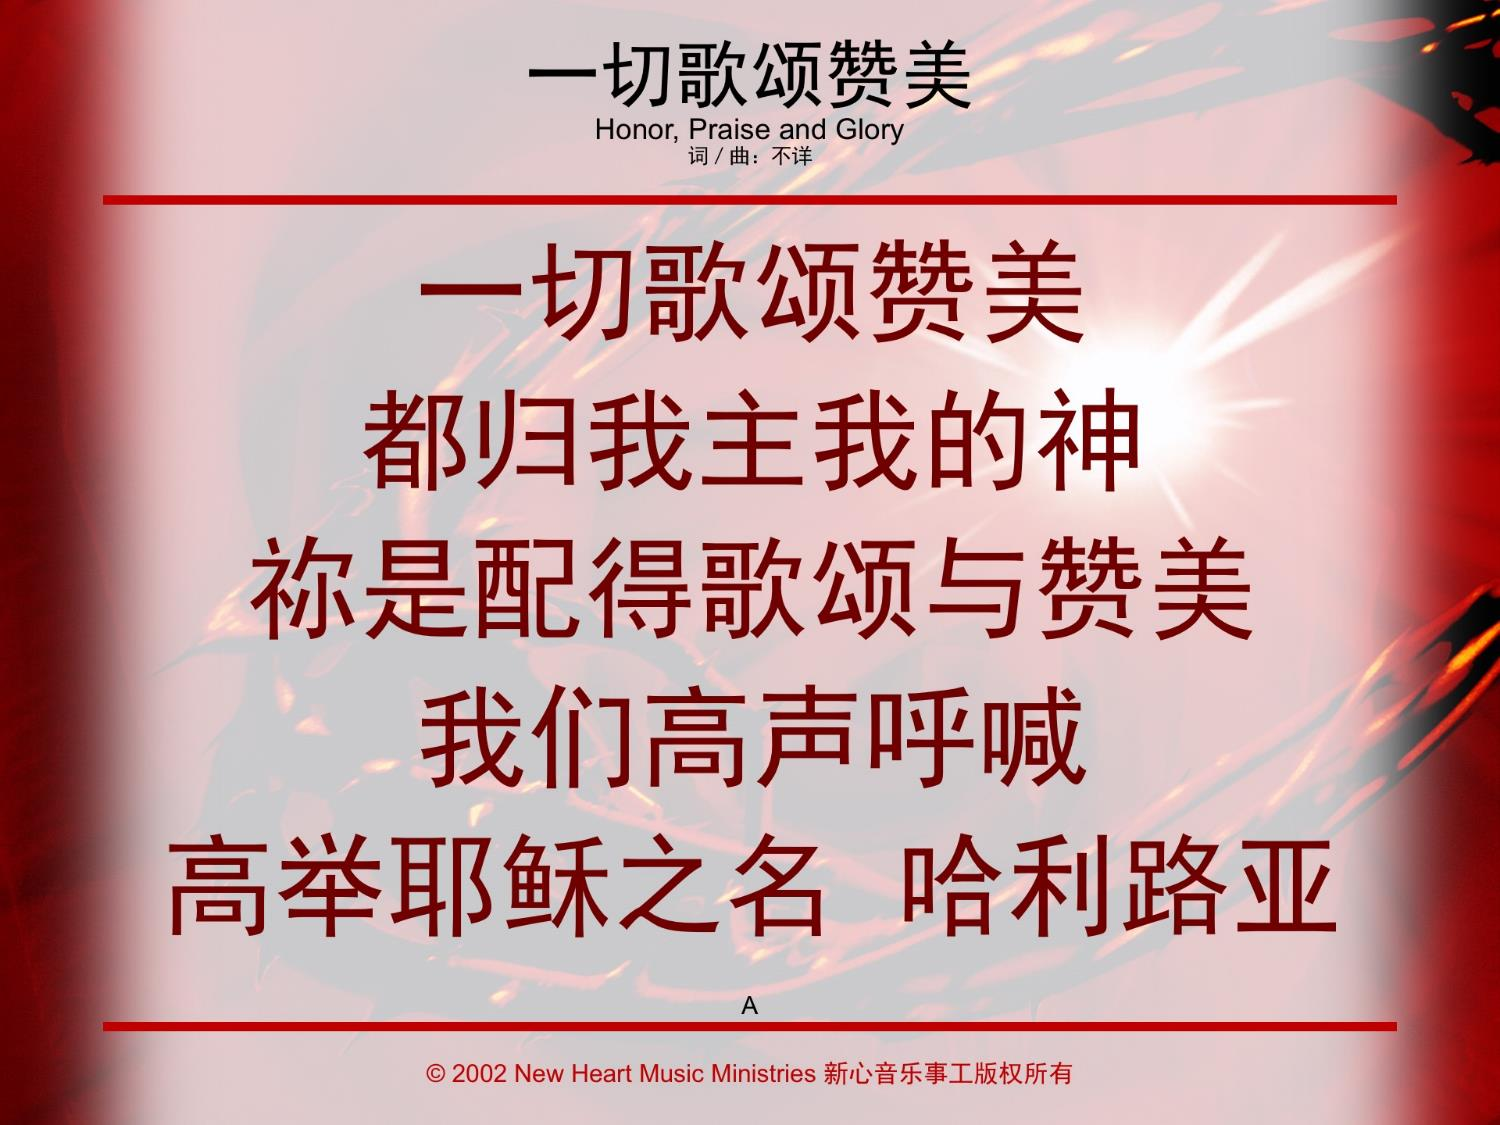 一切歌颂赞美
Honor, Praise and Glory
词 / 曲：不详
一切歌颂赞美
都归我主我的神
祢是配得歌颂与赞美
我们高声呼喊
高举耶稣之名 哈利路亚
A
© 2002 New Heart Music Ministries 新心音乐事工版权所有